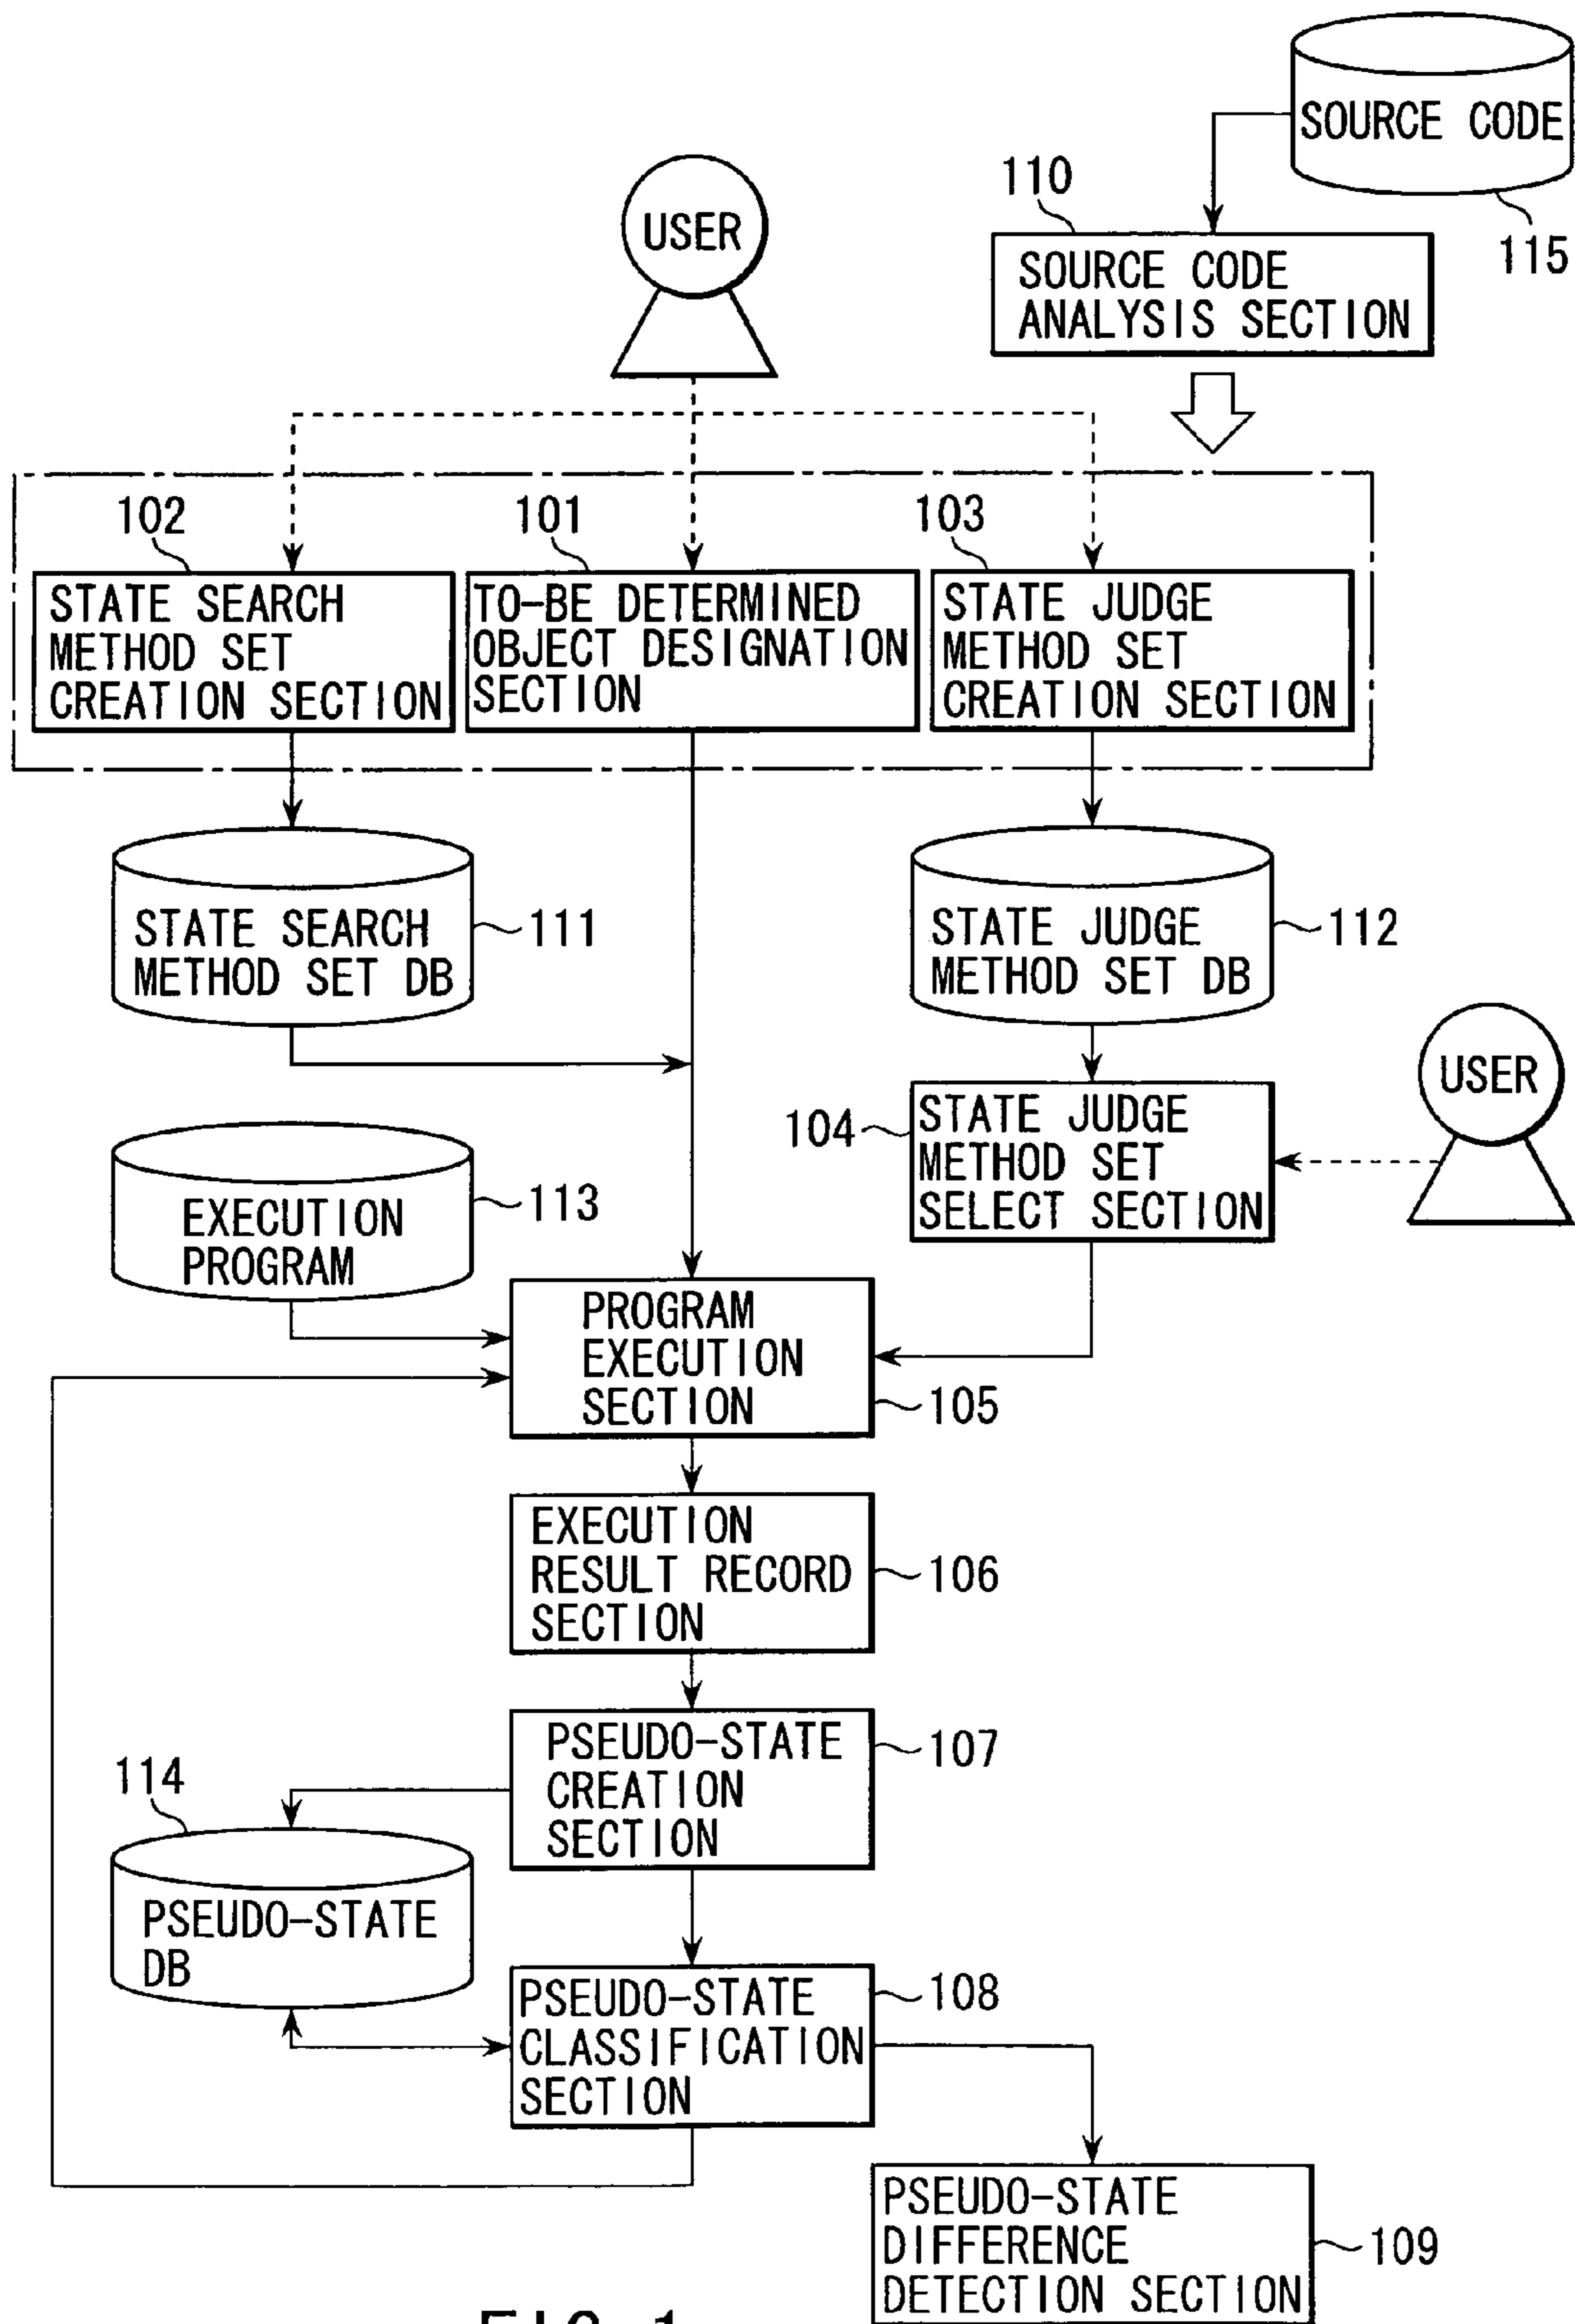 SOURCE CODE
115
110
SOURCE CODE
ANALYSIS SECTION
USER
102
STATE SEARCH
METHOD SET
CREATION SECTION
101
TO-BE DETERMINED
OBJECT DESIGNATION
SECTION
103
STATE JUDGE
METHOD SET
CREATION SECTION
STATE SEARCH
METHOD SET DB
111
STATE JUDGE
METHOD SET DB
112
USER
104
STATE JUDGE
METHOD SET
SELECT SECTION
EXECUTION
PROGRAM
113
PROGRAM
EXECUTION
SECTION
105
EXECUTION
RESULT RECORD
SECTION
106
PSEUDO-STATE
CREATION
SECTION
107
114
PSEUDO-STATE
DB
PSEUDO-STATE
CLASSIFICATION
SECTION
108
PSEUDO-STATE
DIFFERENCE
DETECTION SECTION
109